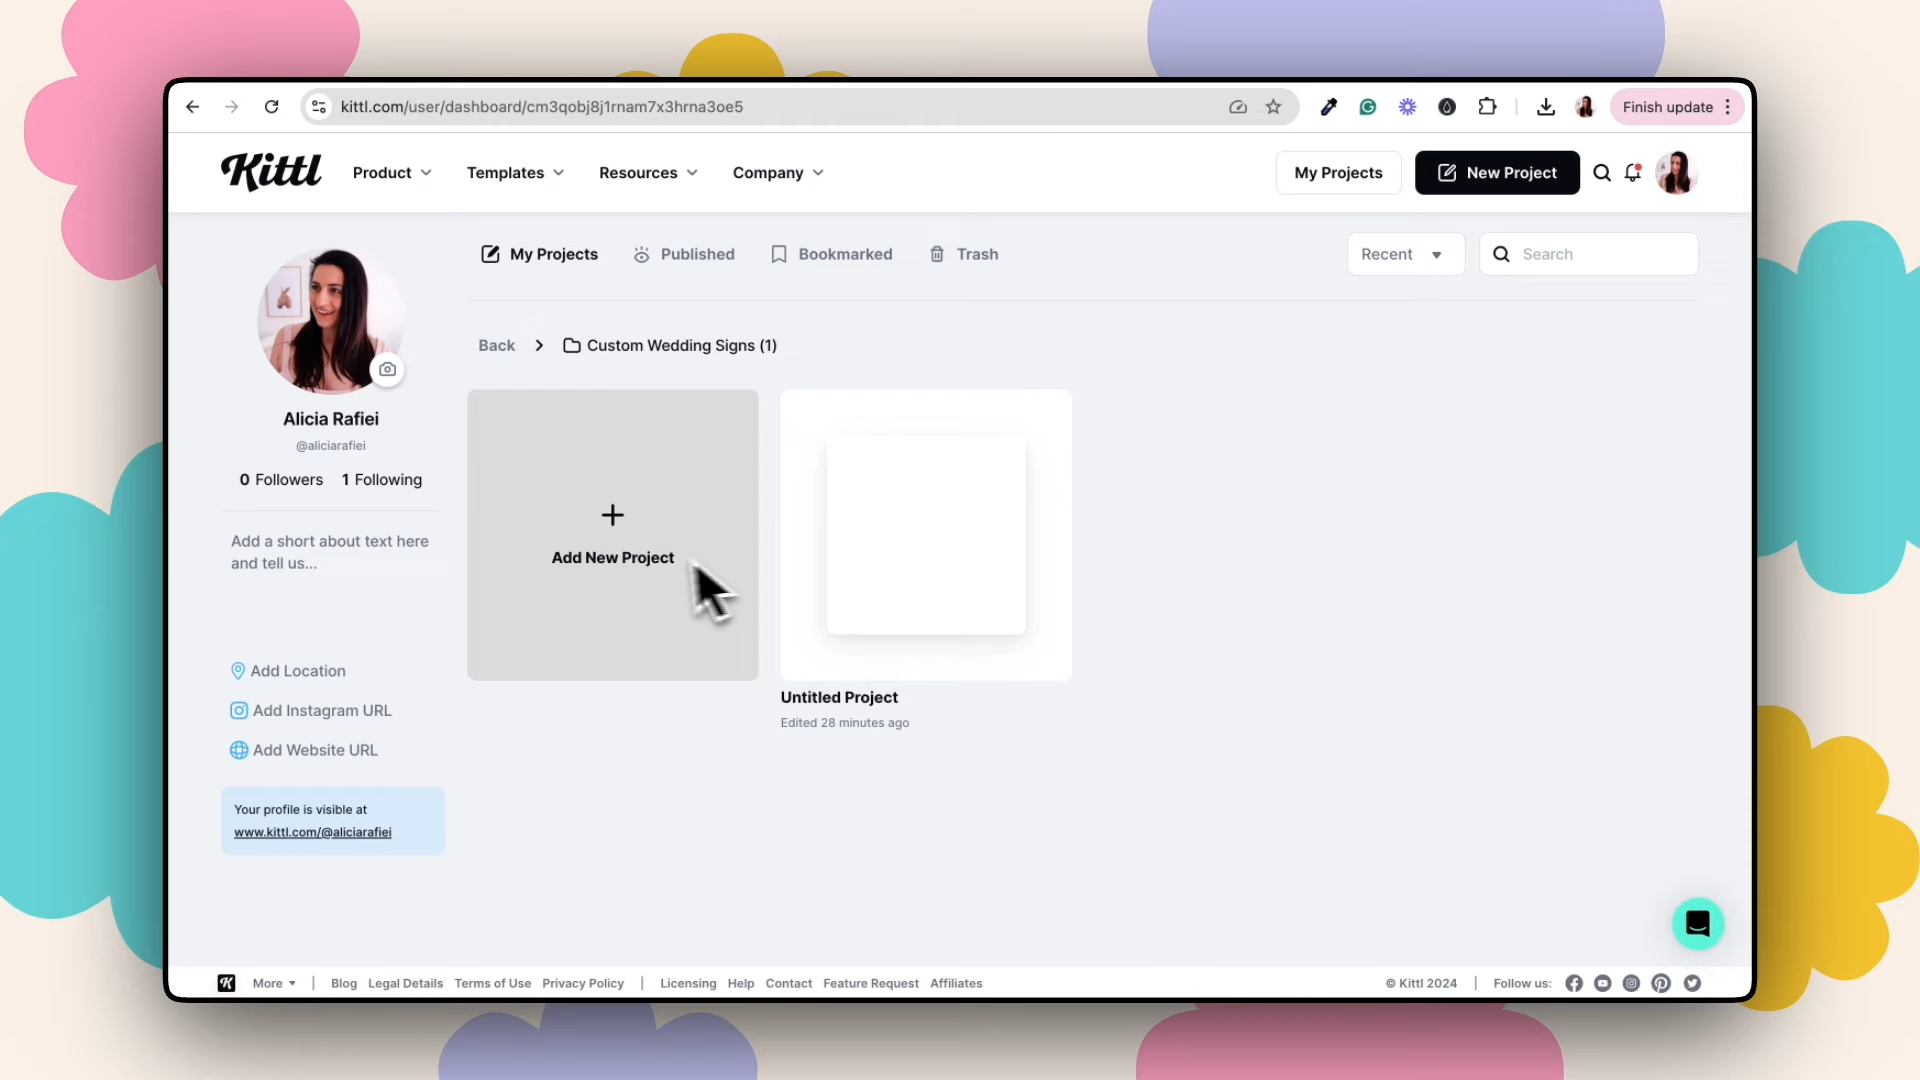 kittl.com/user/dashboard/cm3qobj8j1rnam7x3hrna3oe5
Finish update
Kittl
Product
Templates
Resources
Company
My Projects
New Project
My Projects
Published
Bookmarked
Trash
Recent
Search
Alicia Rafiei
@aliciarafiei
0 Followers 1 Following
Add a short about text here
and tell us...
Add Location
Add Instagram URL
Add Website URL
Your profile is visible at
www.kittl.com/@aliciarafiei
Back
Custom Wedding Signs (1)
Add New Project
Untitled Project
Edited 28 minutes ago
K
More | Blog Legal Details Terms of Use Privacy Policy | Licensing Help Contact Feature Request Affiliates
© Kittl 2024 | Follow us: